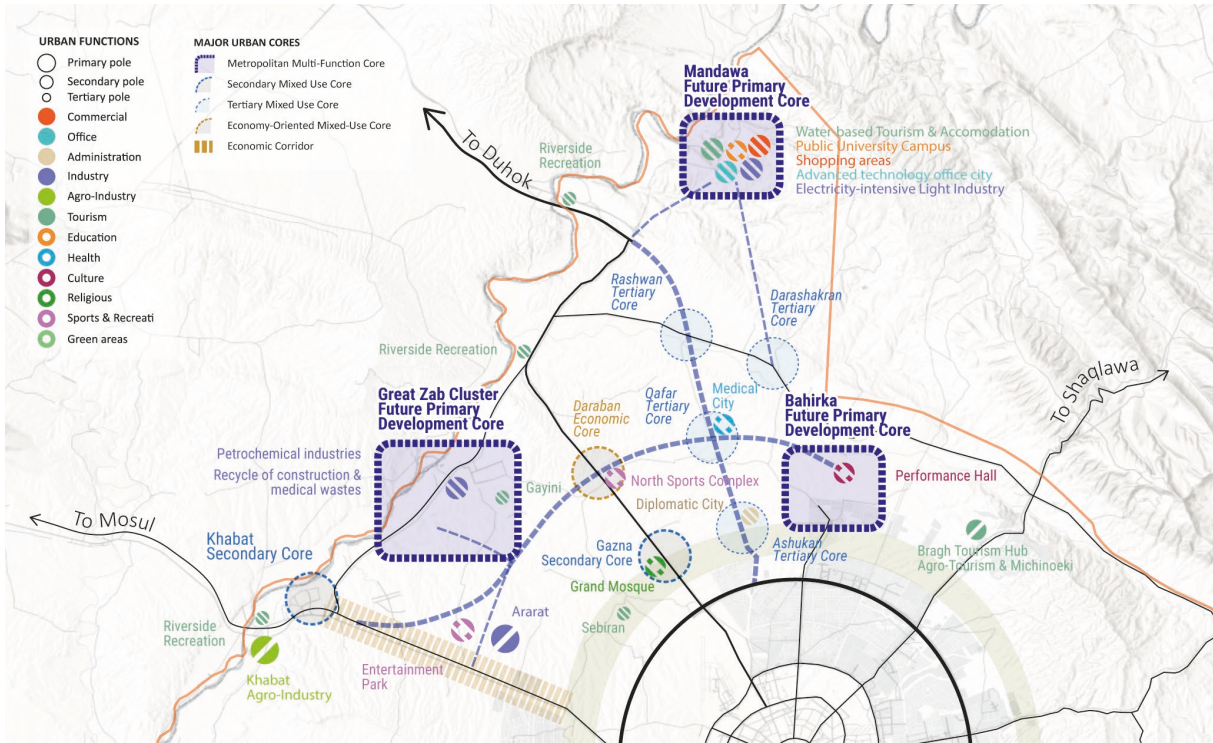 URBAN FUNCTIONS
Primary pole
Secondary pole
Tertiary pole
Commercial
Office
Administration
Industry
Agro-Industry
Tourism
Education
Health
Culture
Religious
Sports & Recreati
Green areas
MAJOR URBAN CORES
Metropolitan Multi-Function Core
Secondary Mixed Use Core
Tertiary Mixed Use Core
Economy-Oriented Mixed-Use Core
Economic Corridor
To Duhok
Riverside
Recreation
Mandawa
Future Primary
Development Core
Water based Tourism & Accomodation
Public University Campus
Shopping areas
Advanced technology office city
Electricity-intensive Light Industry
Rashwan
Tertiary
Core
Darashakran
Tertiary
Core
Riverside Recreation
To Shaqlawa
Great Zab Cluster
Future Primary
Development Core
Daraban
Economic
Core
Qafar
Tertiary
Core
Medical
City
Bahirka
Future Primary
Development Core
Petrochemical industries
Recycle of construction &
medical wastes
Gayini
North Sports Complex
Diplomatic City
Performance Hall
To Mosul
Khabat
Secondary Core
Gazna
Secondary Core
Ashukan
Tertiary Core
Grand Mosque
Bragh Tourism Hub
Agro-Tourism & Michinoeki
Riverside
Recreation
Ararat
Sebiran
Entertainment
Park
Khabat
Agro-Industry